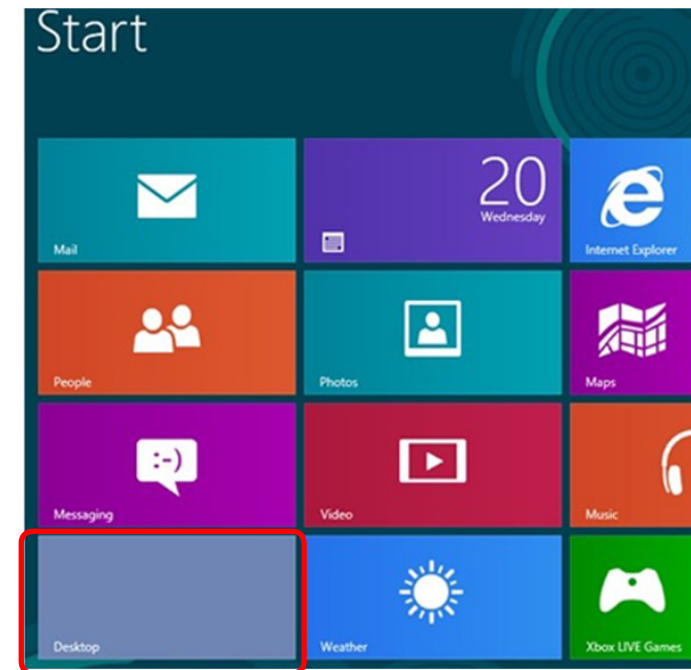 Start
Mail
20
Wednesday
Internet Explorer
People
Photos
Maps
:-)
Messaging
Video
Music
Desktop
Weather
Xbox LIVE Games